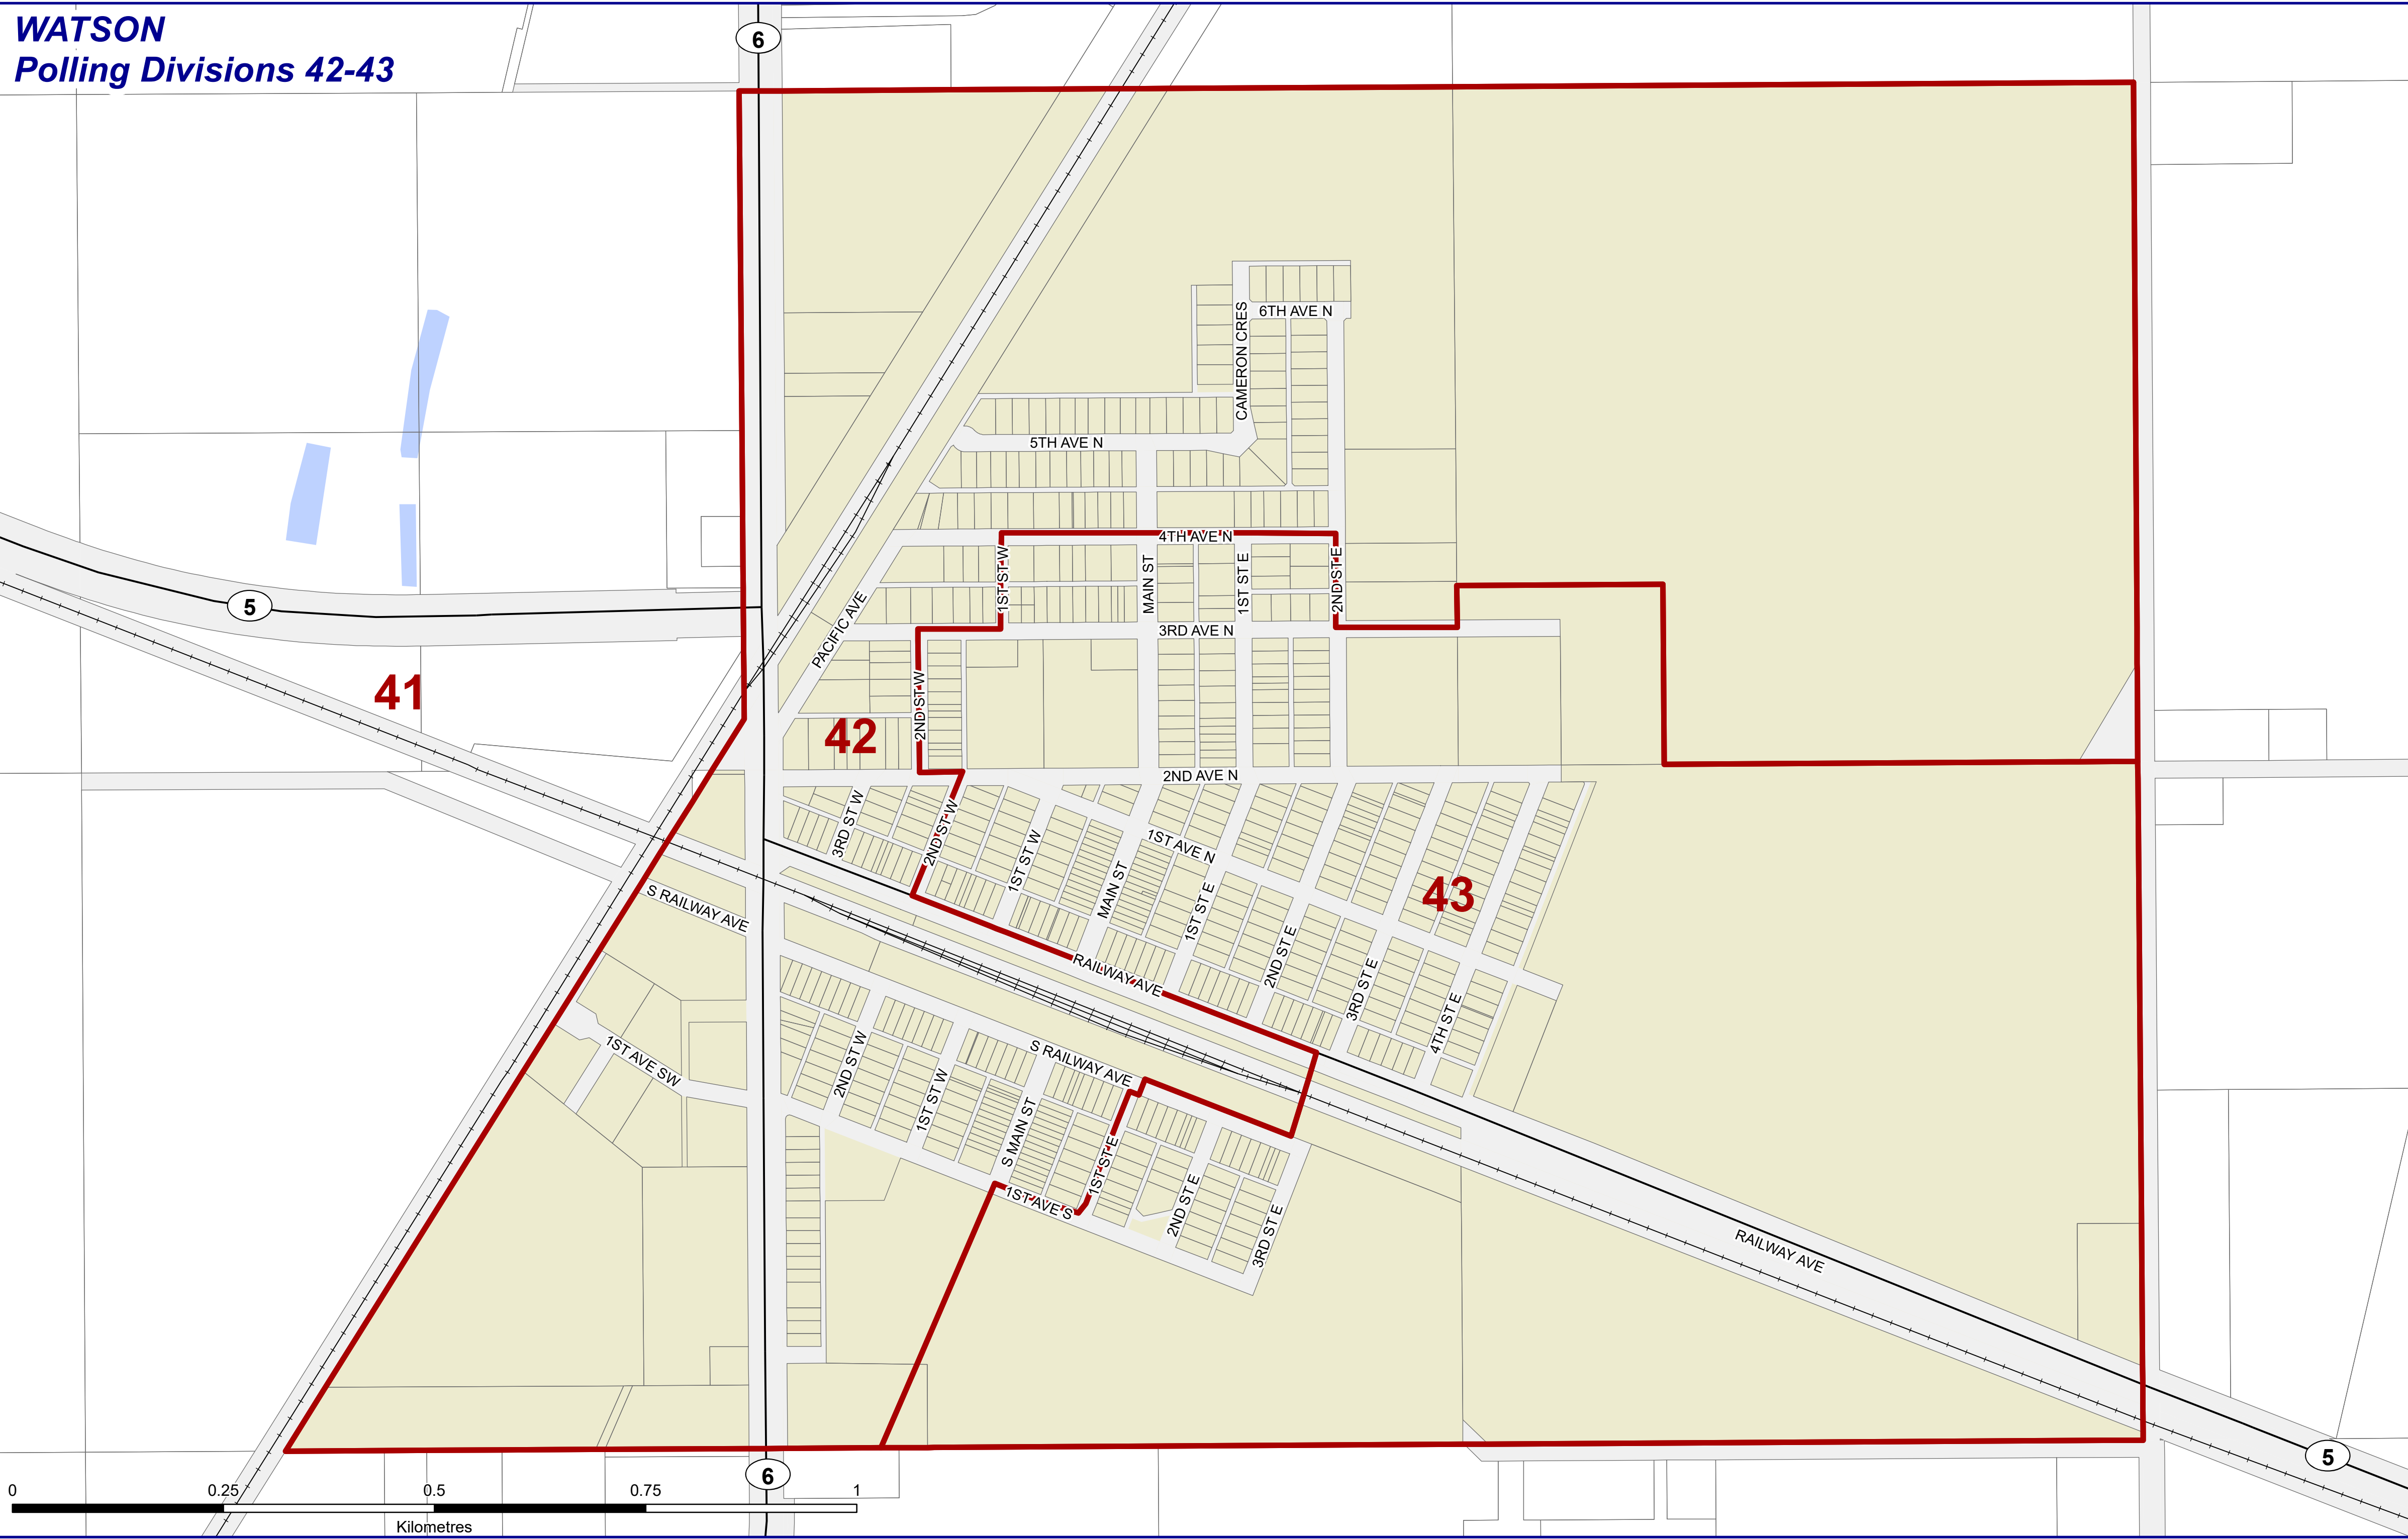 WATSON
Polling Divisions 42-43
6
6TH AVE N
CAMERON CRES
5TH AVE N
4TH AVE N
1ST ST W
MAIN ST
1ST ST E
2ND ST E
5
PACIFIC AVE
3RD AVE N
41
42
2ND ST W
2ND AVE N
3RD ST W
2ND ST W
1ST ST W
MAIN ST
1ST AVE N
1ST ST E
43
S RAILWAY AVE
RAILWAY AVE
2ND ST E
3RD ST E
4TH ST E
1ST AVE SW
2ND ST W
1ST ST W
S RAILWAY AVE
S MAIN ST
1ST ST E
1ST AVE S
2ND ST E
3RD ST E
RAILWAY AVE
5
6
0 0.25 0.5 0.75 1
Kilometres